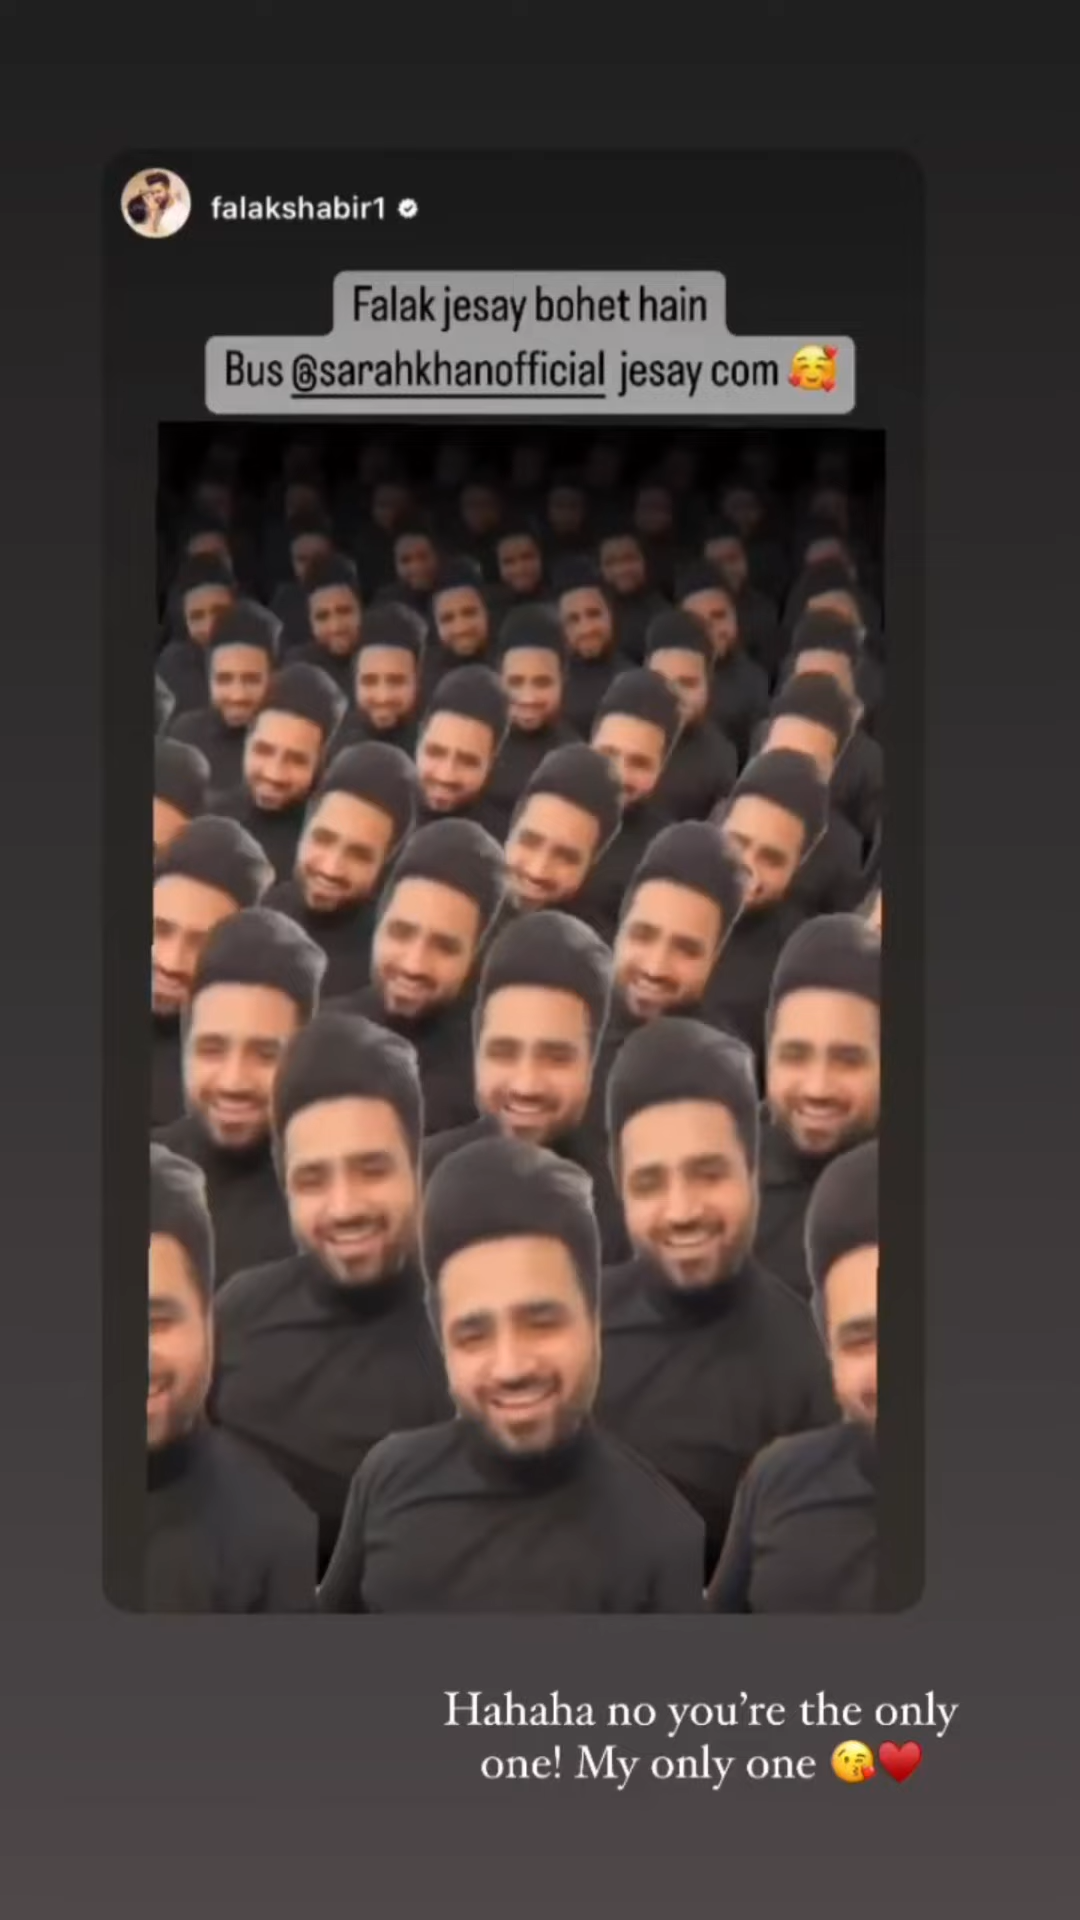 falakshabir1
Falak jesay bohet hain
Bus @sarahkhanofficial jesay com 🥰
Hahaha no you're the only
one! My only one 😘♥️